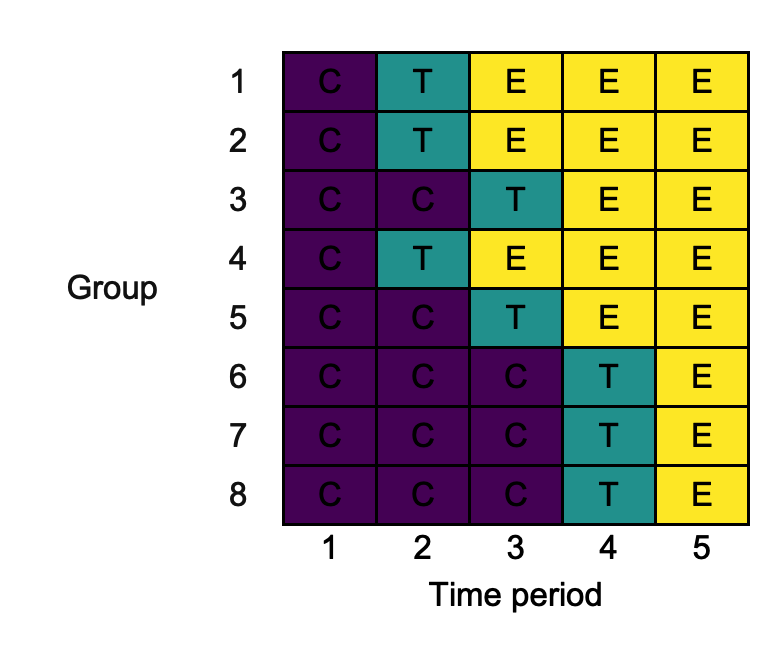 1 C T E E E
2 C T E E E
3 C C T E E
4 C T E E E
Group
5 C C T E E
6 C C C T E
7 C C C T E
8 C C C T E
1 2 3 4 5
Time period